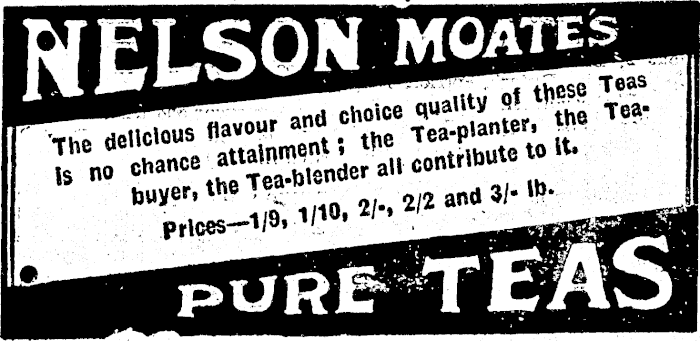 NELSON MOATE'S
The delicious flavour and choice quality of these Teas
is no chance attainment; the Tea-planter, the Tea-
buyer, the Tea-blender all contribute to it.
Prices—1/9, 1/10, 2/-, 2/2 and 3/- lb.
PURE TEAS